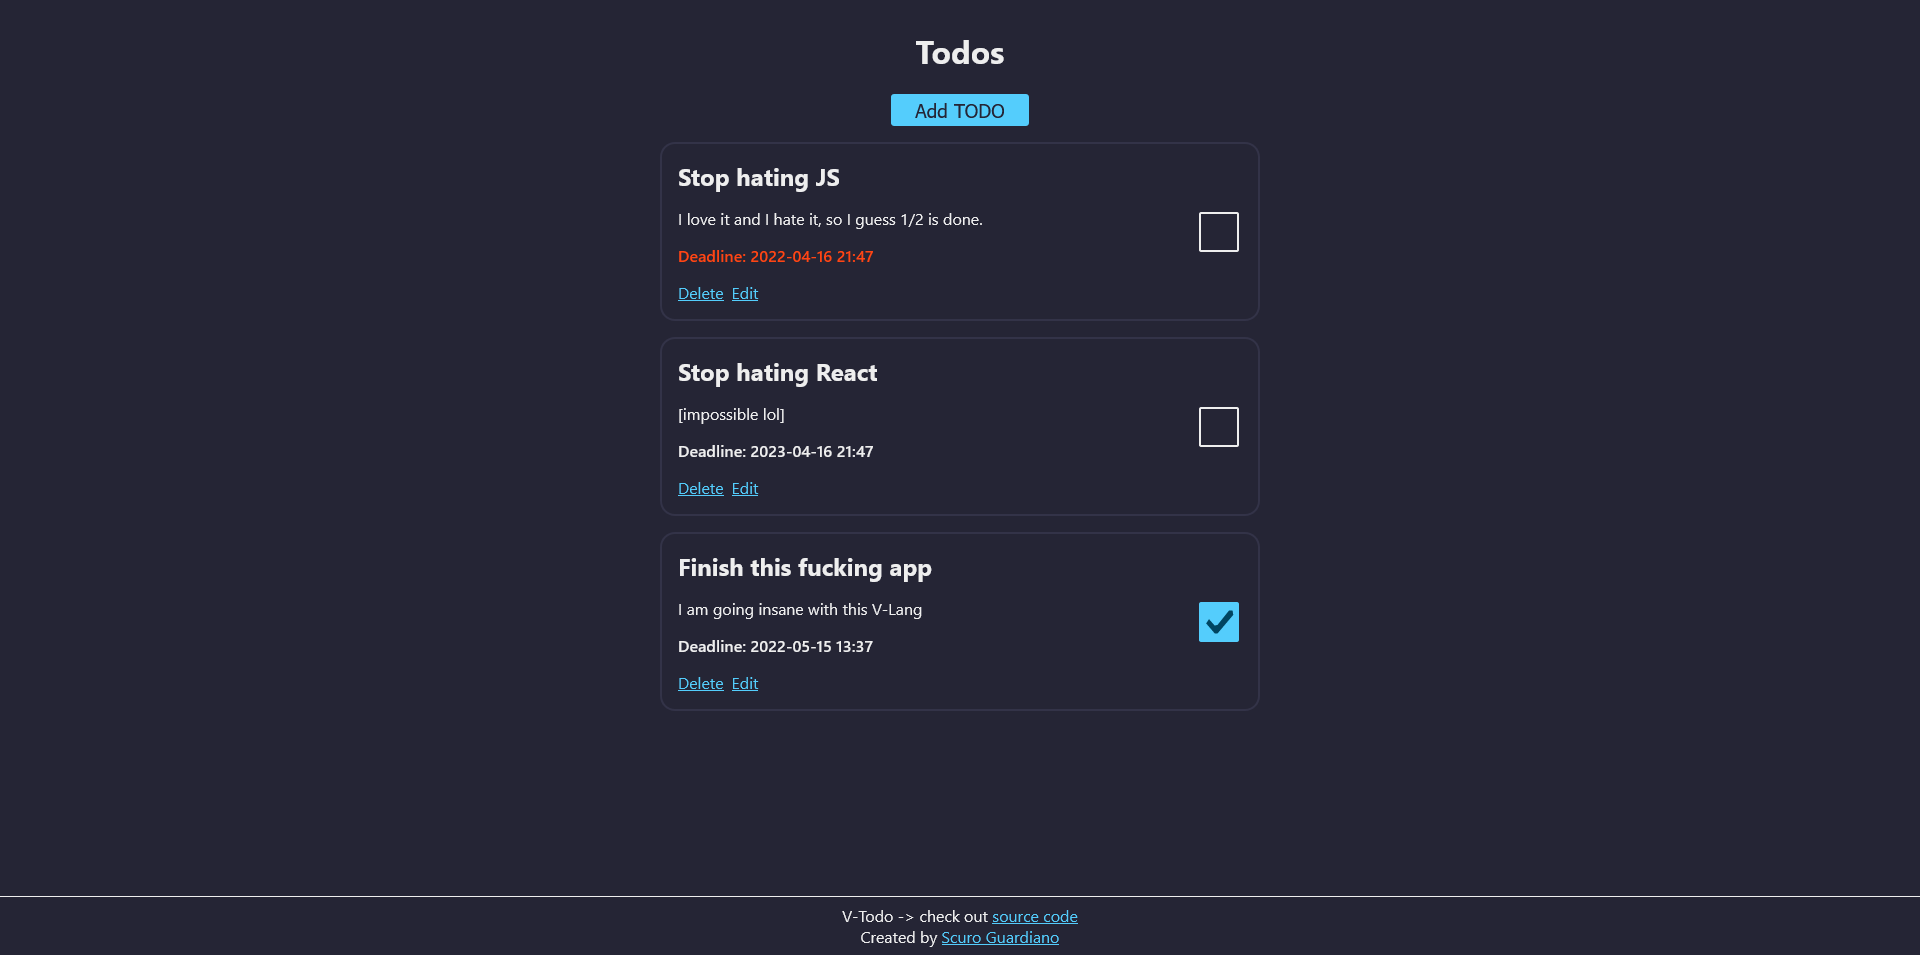 Todos
Add TODO
Stop hating JS
I love it and I hate it, so I guess 1/2 is done.
Deadline: 2022-04-16 21:47
Delete Edit
Stop hating React
[impossible lol]
Deadline: 2023-04-16 21:47
Delete Edit
Finish this fucking app
I am going insane with this V-Lang
Deadline: 2022-05-15 13:37
Delete Edit
V-Todo -> check out source code
Created by Scuro Guardiano